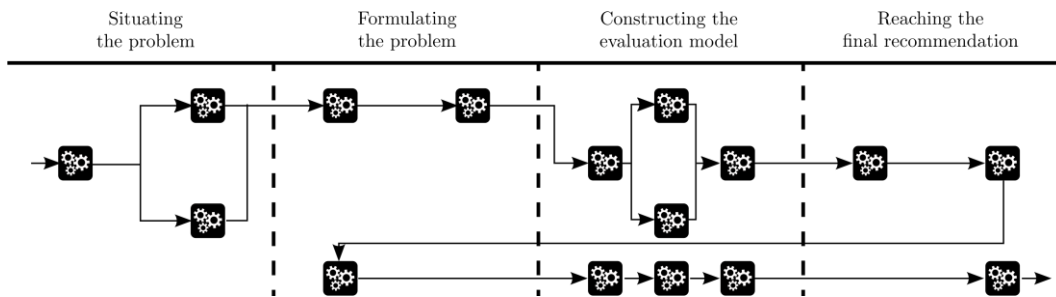 Situating
the problem
Formulating
the problem
Constructing the
evaluation model
Reaching the
final recommendation